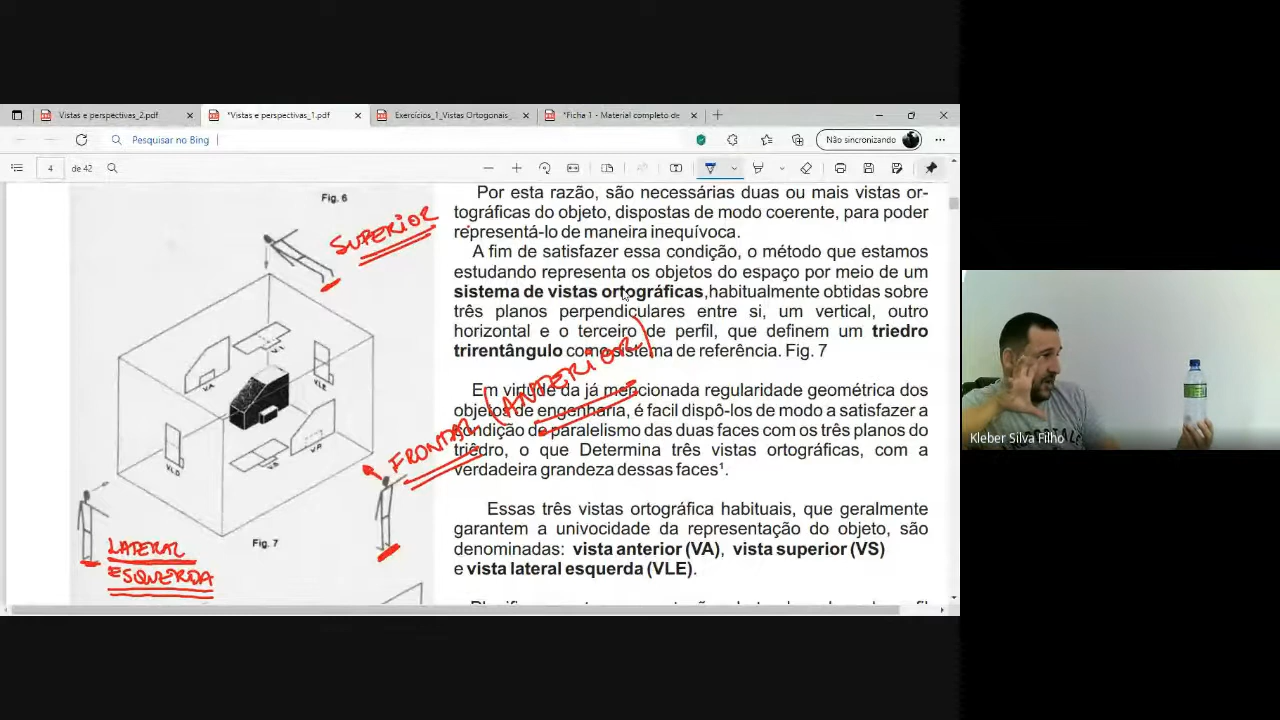 Vistas e perspectivas_2.pdf
*Vistas e perspectivas_1.pdf
Exercícios_1_Vistas Ortogonais_
*Ficha 1 - Material completo de
Pesquisar no Bing
Não sincronizando
4 de 42
Fig. 6
SUPERIOR
VA
VLE
VLD
VS
VP
Fig. 7
FRONTAL (ANTERIOR)
LATERAL
ESQUERDA
Por esta razão, são necessárias duas ou mais vistas or-
tográficas do objeto, dispostas de modo coerente, para poder
representá-lo de maneira inequívoca.
A fim de satisfazer essa condição, o método que estamos
estudando representa os objetos do espaço por meio de um
sistema de vistas ortográficas,habitualmente obtidas sobre
três planos perpendiculares entre si, um vertical, outro
horizontal e o terceiro de perfil, que definem um triedro
trirentângulo como sistema de referência. Fig. 7
Em virtude da já mencionada regularidade geométrica dos
objetos de engenharia, é facil dispô-los de modo a satisfazer a
condição de paralelismo das duas faces com os três planos do
triêdro, o que Determina três vistas ortográficas, com a
verdadeira grandeza dessas faces¹.
Essas três vistas ortográfica habituais, que geralmente
garantem a univocidade da representação do objeto, são
denominadas: vista anterior (VA), vista superior (VS)
e vista lateral esquerda (VLE).
Kleber Silva Filho